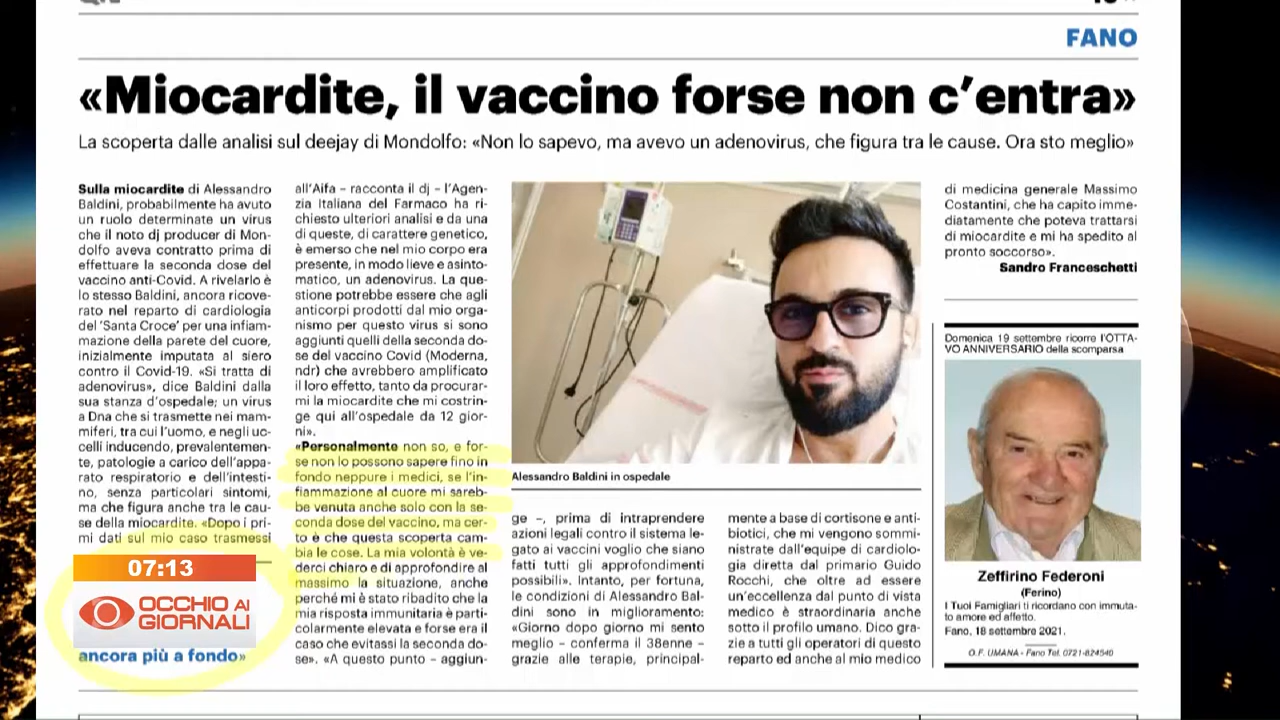 FANO
«Miocardite, il vaccino forse non c'entra»
La scoperta dalle analisi sul deejay di Mondolfo: «Non lo sapevo, ma avevo un adenovirus, che figura tra le cause. Ora sto meglio»
Sulla miocardite di Alessandro
Baldini, probabilmente ha avuto
un ruolo determinate un virus
che il noto dj producer di Mon-
dolfo aveva contratto prima di
effettuare la seconda dose del
vaccino anti-Covid. A rivelarlo è
lo stesso Baldini, ancora ricove-
rato nel reparto di cardiologia
del 'Santa Croce' per una infiam-
mazione della parete del cuore,
inizialmente imputata al siero
contro il Covid-19. «Si tratta di
adenovirus», dice Baldini dalla
sua stanza d'ospedale; un virus
a Dna che si trasmette nei mam-
miferi, tra cui l'uomo, e negli uc-
celli inducendo, prevalentemen-
te, patologie a carico dell'appa-
rato respiratorio e dell'intesti-
no, senza particolari sintomi,
ma che figura anche tra le cau-
se della miocardite. «Dopo i pri-
mi dati sul mio caso trasmessi
07:13
OCCHIO AI
GIORNALI
ancora più a fondo»
all'Aifa – racconta il dj – l'Agen-
zia Italiana del Farmaco ha ri-
chiesto ulteriori analisi e da una
di queste, di carattere genetico,
è emerso che nel mio corpo era
presente, in modo lieve e asinto-
matico, un adenovirus. La que-
stione potrebbe essere che agli
anticorpi prodotti dal mio orga-
nismo per questo virus si sono
aggiunti quelli della seconda do-
se del vaccino Covid (Moderna,
ndr) che avrebbero amplificato
il loro effetto, tanto da procurar-
mi la miocardite che mi costrin-
ge qui all'ospedale da 12 gior-
ni».
«Personalmente non so, e for-
se non lo possono sapere fino in
fondo neppure i medici, se l'in-
fiammazione al cuore mi sareb-
be venuta anche solo con la se-
conda dose del vaccino, ma cer-
to è che questa scoperta cam-
bia le cose. La mia volontà è ve-
derci chiaro e di approfondire al
massimo la situazione, anche
perché mi è stato ribadito che la
mia risposta immunitaria è parti-
colarmente elevata e forse era il
caso che evitassi la seconda do-
se». «A questo punto – aggiun-
Alessandro Baldini in ospedale
ge –, prima di intraprendere
azioni legali contro il sistema le-
gato ai vaccini voglio che siano
fatti tutti gli approfondimenti
possibili». Intanto, per fortuna,
le condizioni di Alessandro Bal-
dini sono in miglioramento:
«Giorno dopo giorno mi sento
meglio – conferma il 38enne –
grazie alle terapie, principal-
mente a base di cortisone e anti-
biotici, che mi vengono sommi-
nistrate dall'equipe di cardiolo-
gia diretta dal primario Guido
Rocchi, che oltre ad essere
un'eccellenza dal punto di vista
medico è straordinaria anche
sotto il profilo umano. Dico gra-
zie a tutti gli operatori di questo
reparto ed anche al mio medico
di medicina generale Massimo
Costantini, che ha capito imme-
diatamente che poteva trattarsi
di miocardite e mi ha spedito al
pronto soccorso».
Sandro Franceschetti
Domenica 19 settembre ricorre l'OTTA-
VO ANNIVERSARIO della scomparsa
Zeffirino Federoni
(Ferino)
I Tuoi Famigliari ti ricordano con immuta-
to amore ed affetto.
Fano, 18 settembre 2021.
O.F. UMANA - Fano Tel. 0721-824540